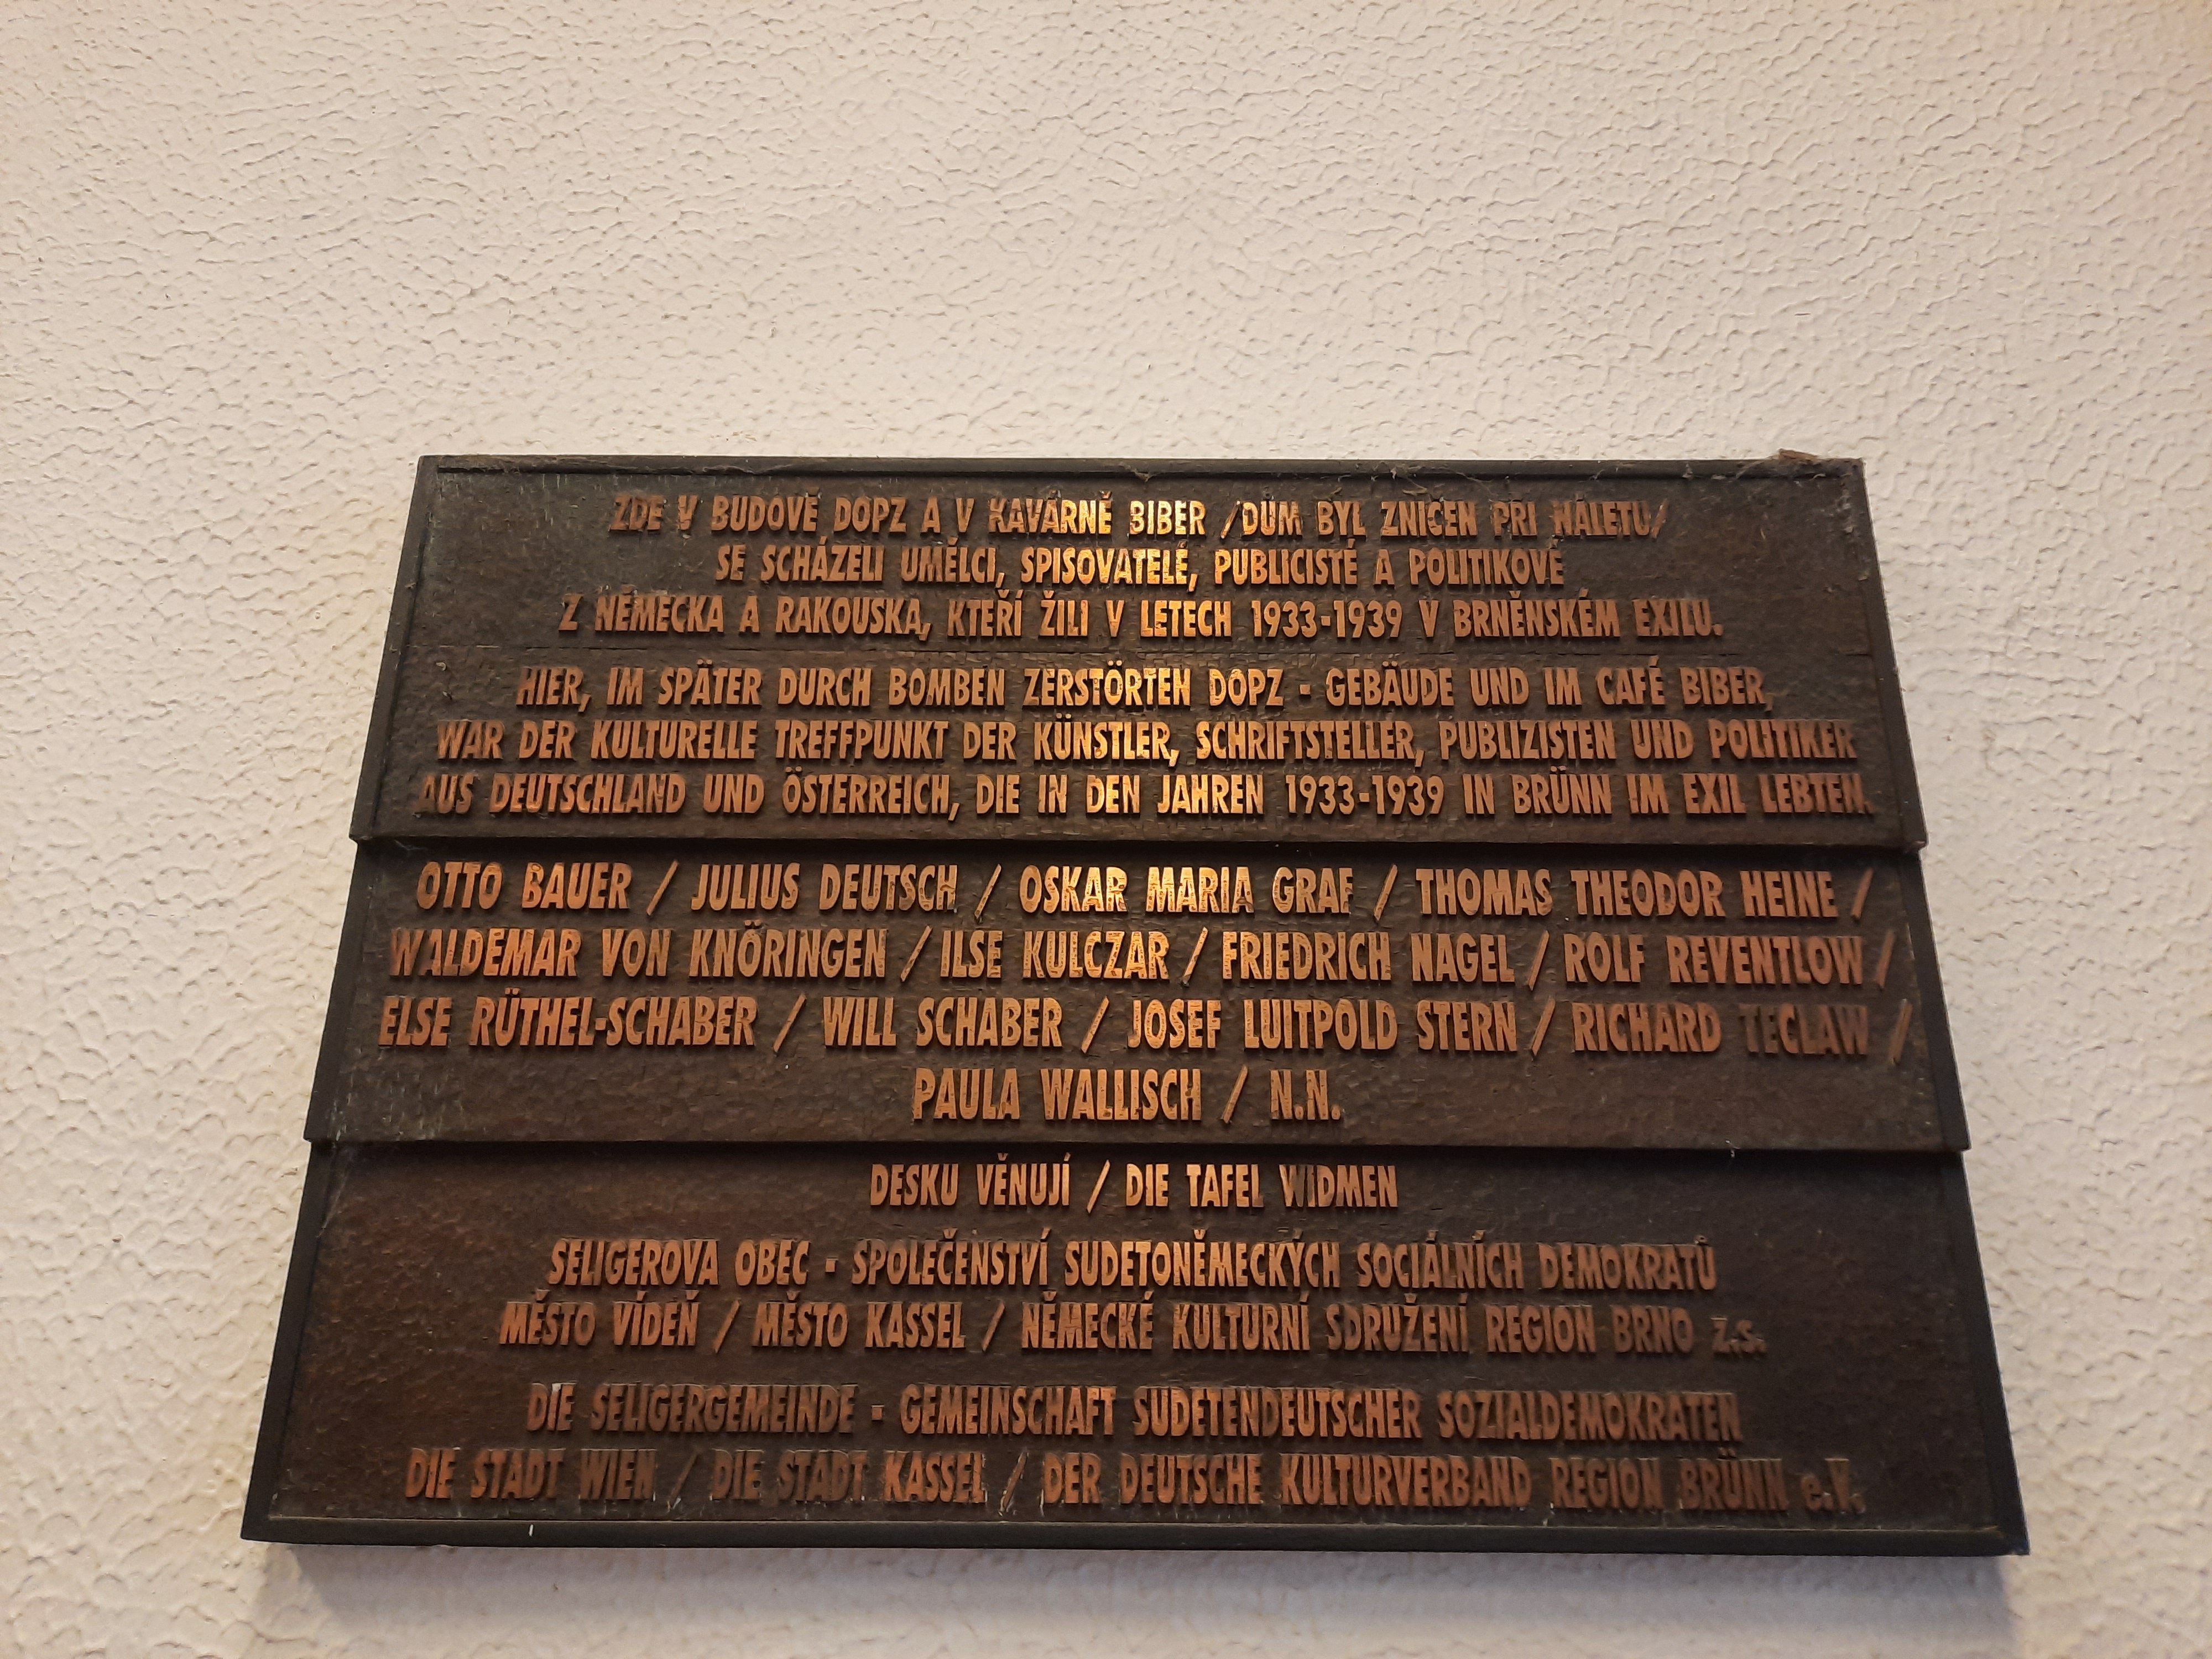 ZDE V BUDOVĚ DOPZ A V KAVÁRNĚ BIBER /DŮM BYL ZNIČEN PŘI NÁLETU/
SE SCHÁZELI UMĚLCI, SPISOVATELÉ, PUBLICISTÉ A POLITIKOVÉ
Z NĚMECKA A RAKOUSKA, KTEŘÍ ŽILI V LETECH 1933-1939 V BRNĚNSKÉM EXILU.
HIER, IM SPÄTER DURCH BOMBEN ZERSTÖRTEN DOPZ - GEBÄUDE UND IM CAFÉ BIBER,
WAR DER KULTURELLE TREFFPUNKT DER KÜNSTLER, SCHRIFTSTELLER, PUBLIZISTEN UND POLITIKER
AUS DEUTSCHLAND UND ÖSTERREICH, DIE IN DEN JAHREN 1933-1939 IN BRÜNN IM EXIL LEBTEN.
OTTO BAUER / JULIUS DEUTSCH / OSKAR MARIA GRAF / THOMAS THEODOR HEINE /
WALDEMAR VON KNÖRINGEN / ILSE KULCZAR / FRIEDRICH NAGEL / ROLF REVENTLOW /
ELSE RÜTHEL-SCHABER / WILL SCHABER / JOSEF LUITPOLD STERN / RICHARD TECLAW /
PAULA WALLISCH / N.N.
DESKU VĚNUJÍ / DIE TAFEL WIDMEN
SELIGEROVA OBEC - SPOLEČENSTVÍ SUDETONĚMECKÝCH SOCIÁLNÍCH DEMOKRATŮ
MĚSTO VÍDEŇ / MĚSTO KASSEL / NĚMECKÉ KULTURNÍ SDRUŽENÍ REGION BRNO z.s.
DIE SELIGERGEMEINDE - GEMEINSCHAFT SUDETENDEUTSCHER SOZIALDEMOKRATEN
DIE STADT WIEN / DIE STADT KASSEL / DER DEUTSCHE KULTURVERBAND REGION BRÜNN e.V.